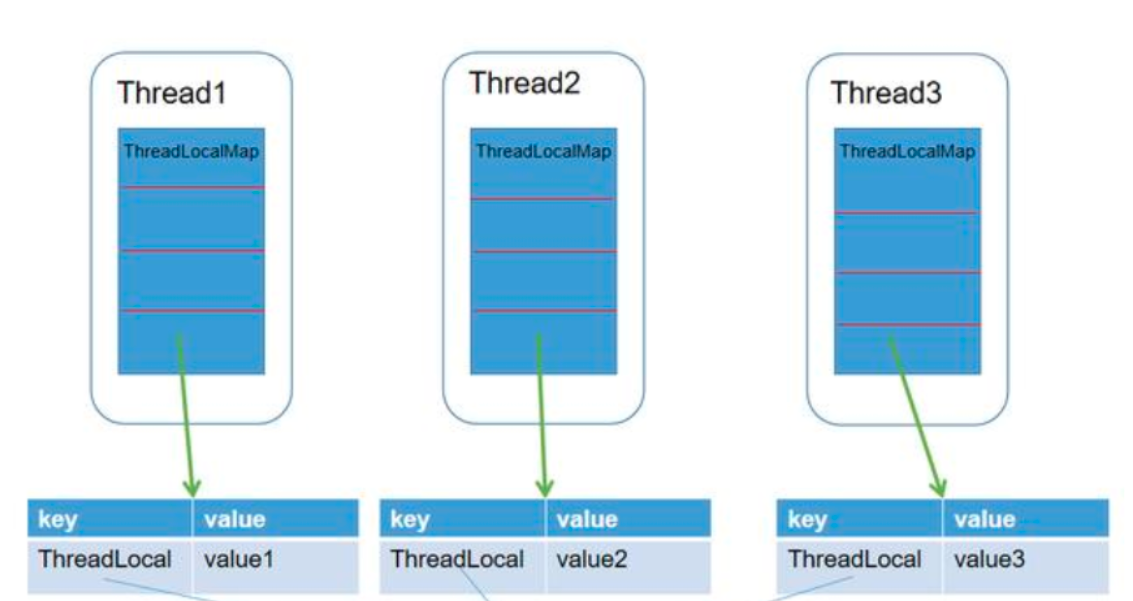 Thread1
ThreadLocalMap
Thread2
ThreadLocalMap
Thread3
ThreadLocalMap
key value
ThreadLocal value1
key value
ThreadLocal value2
key value
ThreadLocal value3